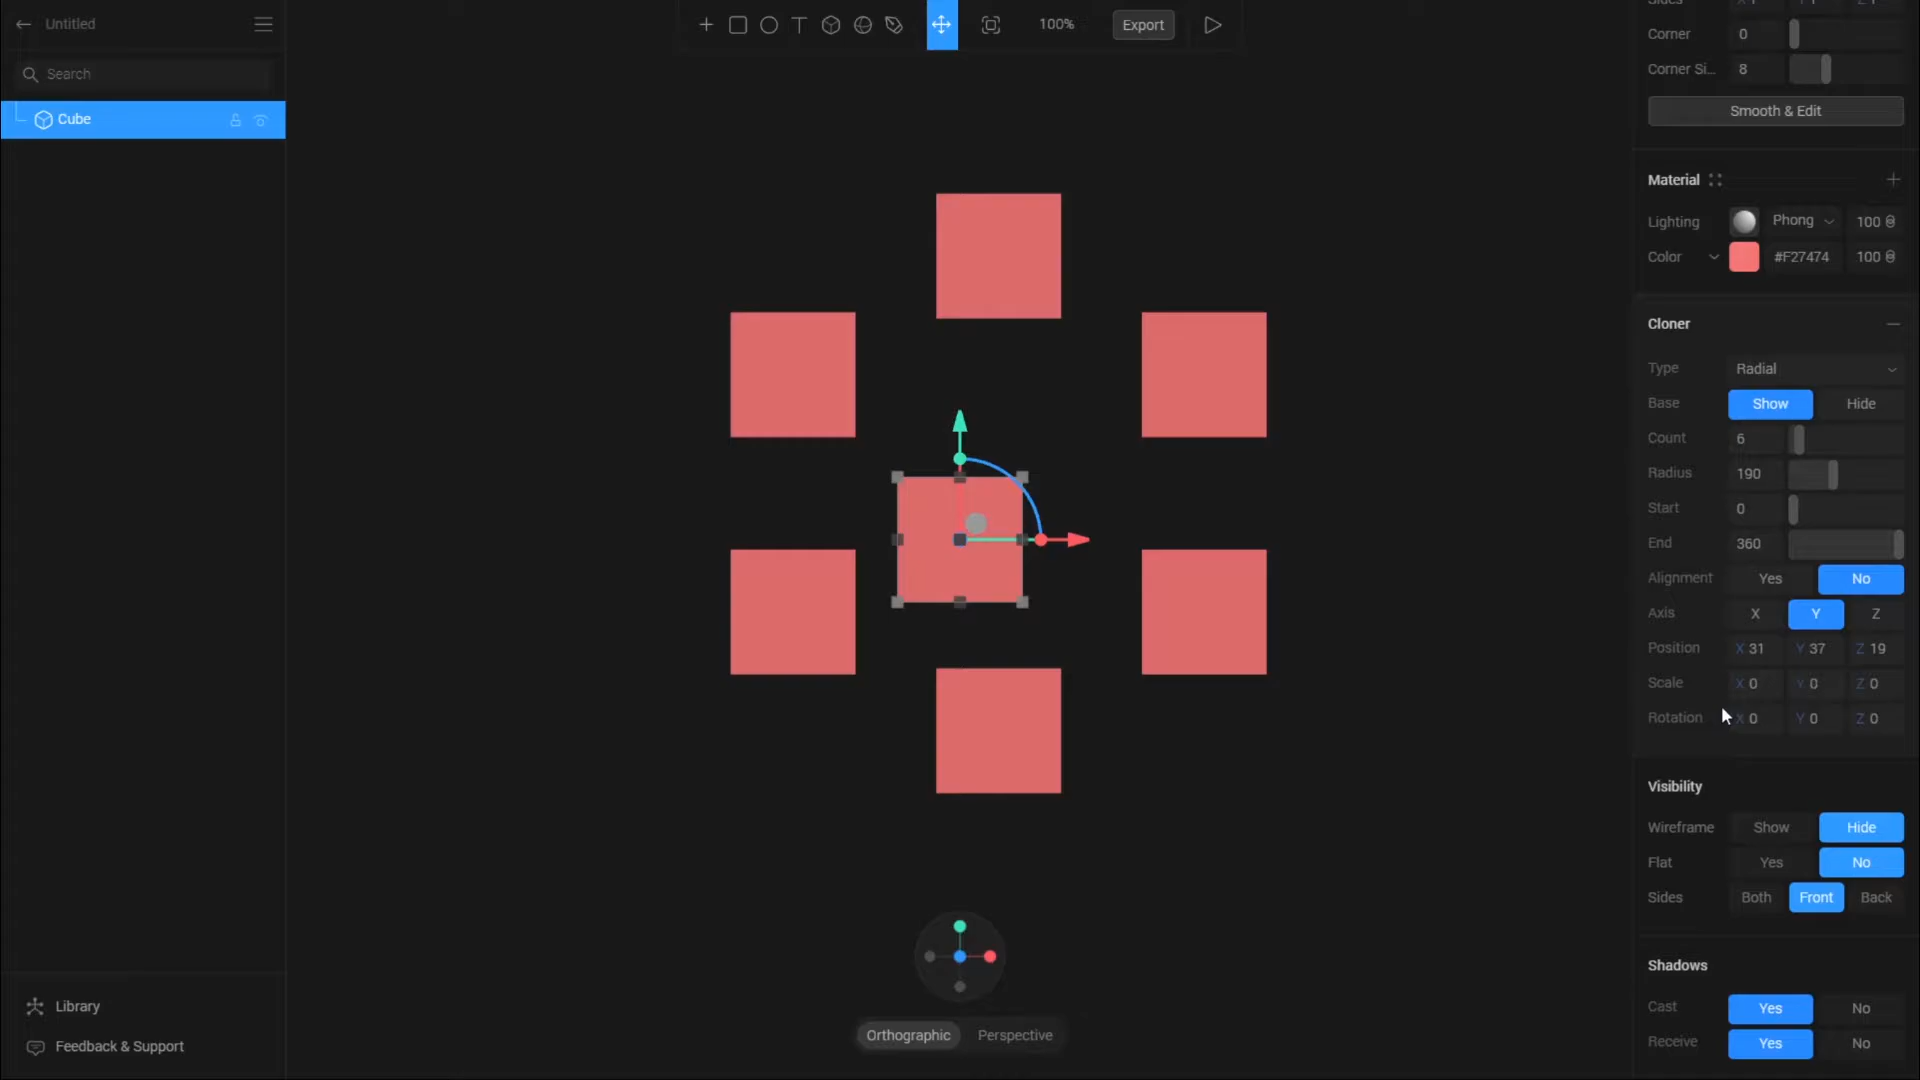 Untitled
Search
Cube
Library
Feedback & Support
100%
Export
Orthographic
Perspective
Corner 0
Corner Si... 8
Smooth & Edit
Material
Lighting Phong 100
Color #F27474 100
Cloner
Type Radial
Base Show Hide
Count 6
Radius 190
Start 0
End 360
Alignment Yes No
Axis X Y Z
Position X 31 Y 37 Z 19
Scale X 0 Y 0 Z 0
Rotation X 0 Y 0 Z 0
Visibility
Wireframe Show Hide
Flat Yes No
Sides Both Front Back
Shadows
Cast Yes No
Receive Yes No